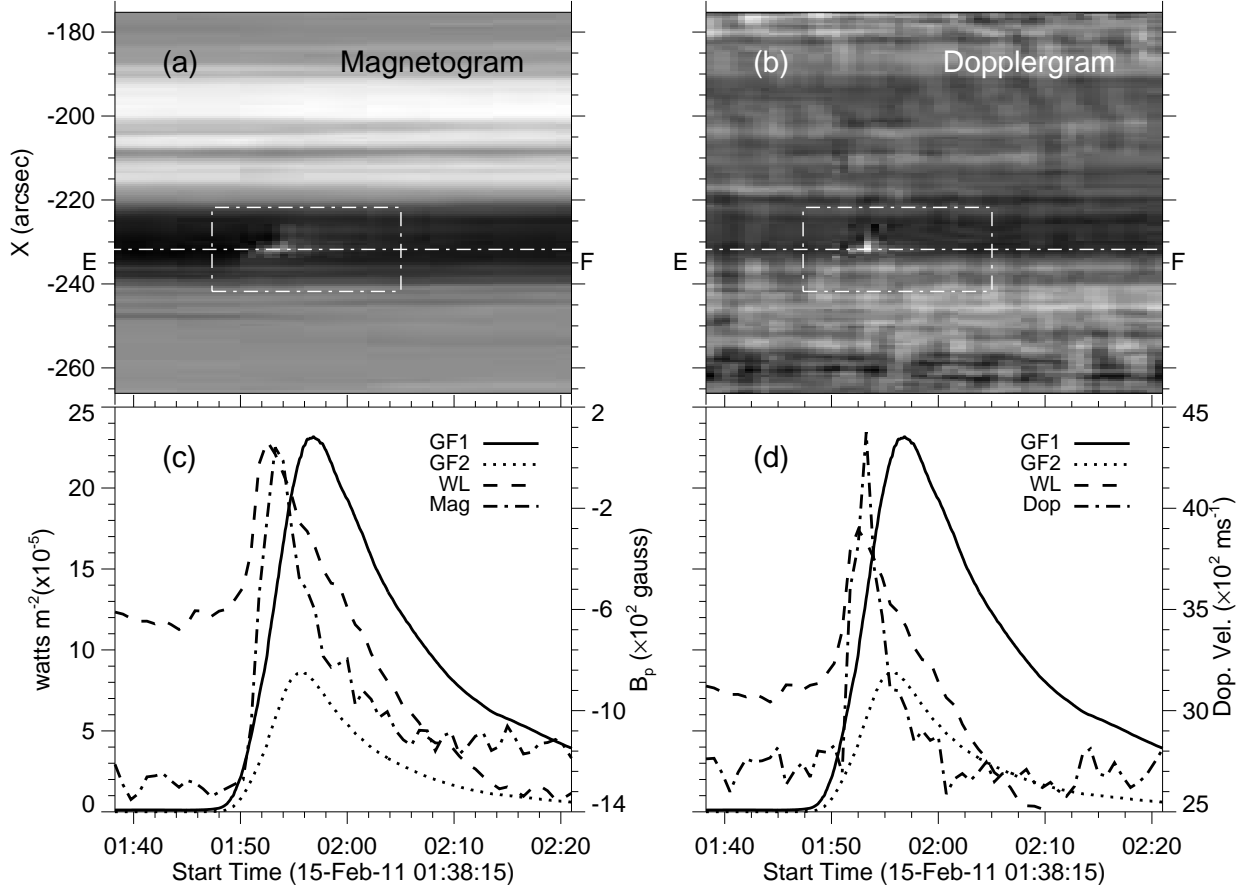 (a) Magnetogram
(b) Dopplergram
X (arcsec)
-180
-200
-220
-240
-260
E
F
E
F
(c)
GF1
GF2
WL
Mag
watts m⁻²(x10⁻⁵)
25
20
15
10
5
0
2
-2
-6
-10
-14
Bₚ (×10² gauss)
01:40 01:50 02:00 02:10 02:20
Start Time (15-Feb-11 01:38:15)
(d)
GF1
GF2
WL
Dop
45
40
35
30
25
Dop. Vel. (×10² ms⁻¹)
01:40 01:50 02:00 02:10 02:20
Start Time (15-Feb-11 01:38:15)